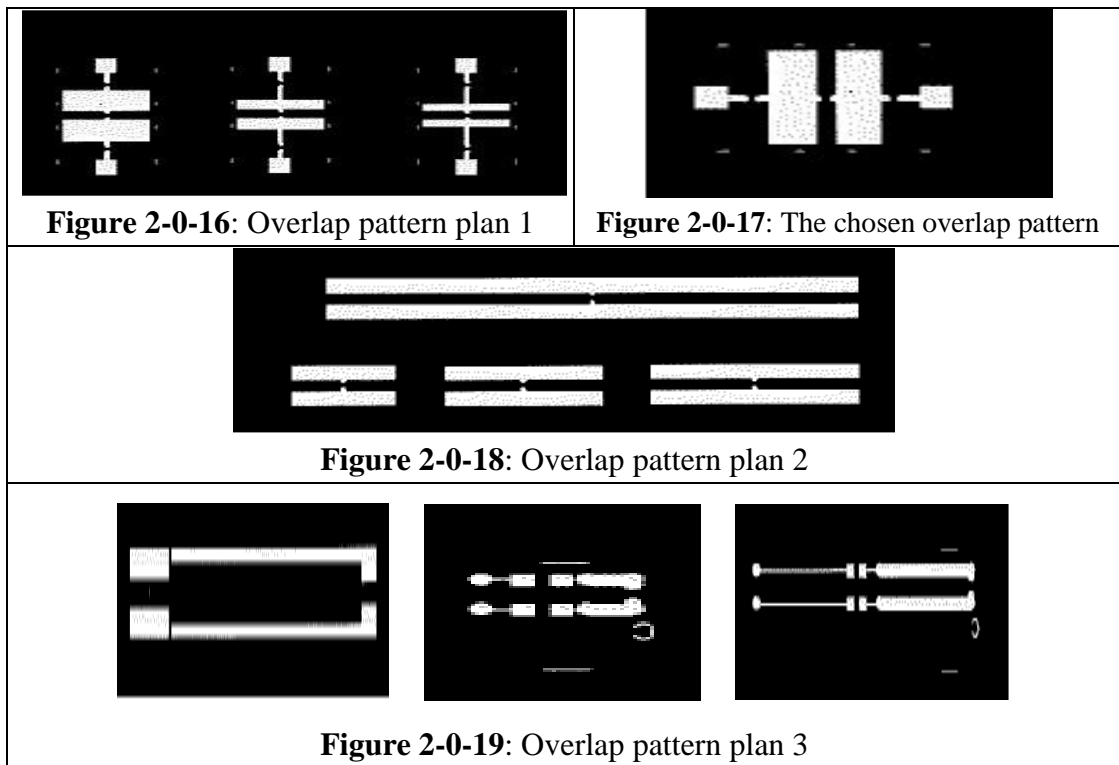 Figure 2-0-16: Overlap pattern plan 1
Figure 2-0-17: The chosen overlap pattern
Figure 2-0-18: Overlap pattern plan 2
Figure 2-0-19: Overlap pattern plan 3